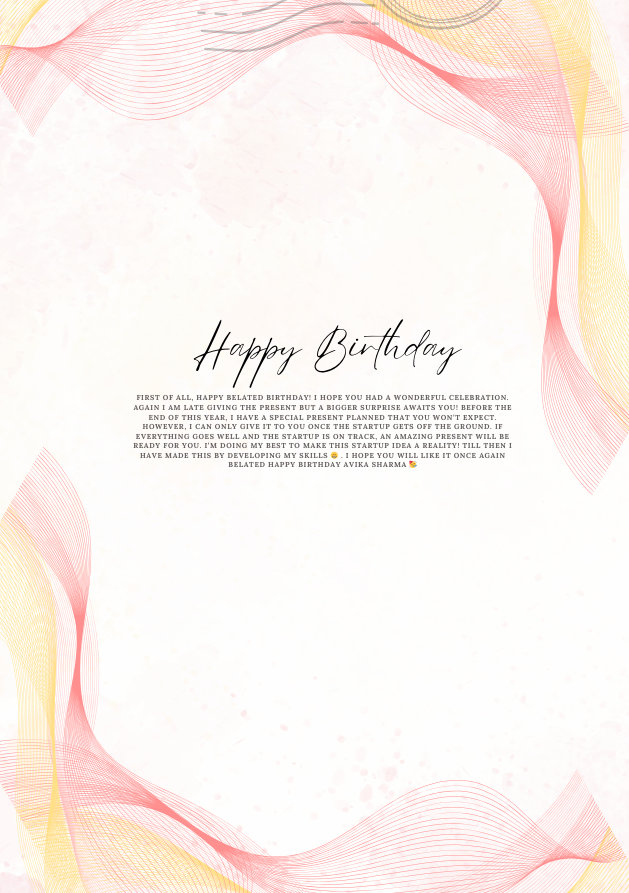 Happy Birthday
FIRST OF ALL, HAPPY BELATED BIRTHDAY! I HOPE YOU HAD A WONDERFUL CELEBRATION.
AGAIN I AM LATE GIVING THE PRESENT BUT A BIGGER SURPRISE AWAITS YOU! BEFORE THE
END OF THIS YEAR, I HAVE A SPECIAL PRESENT PLANNED THAT YOU WON'T EXPECT.
HOWEVER, I CAN ONLY GIVE IT TO YOU ONCE THE STARTUP GETS OFF THE GROUND. IF
EVERYTHING GOES WELL AND THE STARTUP IS ON TRACK, AN AMAZING PRESENT WILL BE
READY FOR YOU. I'M DOING MY BEST TO MAKE THIS STARTUP IDEA A REALITY! TILL THEN I
HAVE MADE THIS BY DEVELOPING MY SKILLS 😄 . I HOPE YOU WILL LIKE IT ONCE AGAIN
BELATED HAPPY BIRTHDAY AVIKA SHARMA 🥰